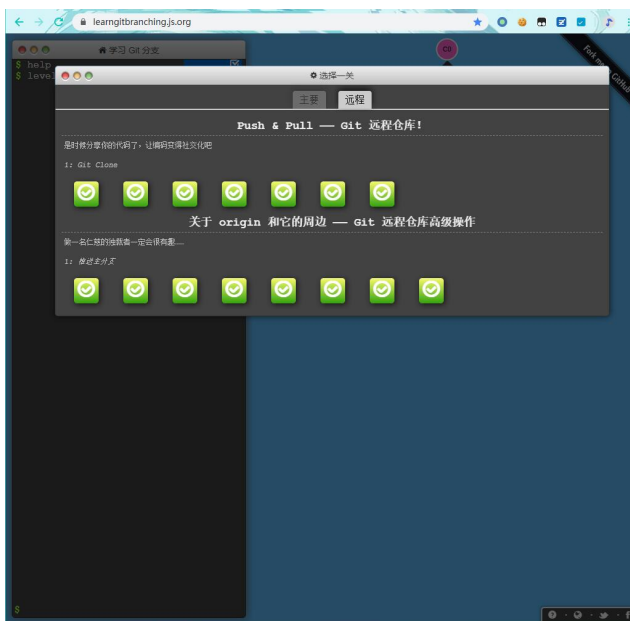 learngitbranching.js.org
学习 Git 分支
$ help
$ level
选择一关
主要 远程
Push & Pull —— Git 远程仓库!
是时候分享你的代码了，让编码变得社交化吧
1: Git Clone
关于 origin 和它的周边 —— Git 远程仓库高级操作
做一名仁慈的独裁者一定会很有趣……
1: 推送主分支
$